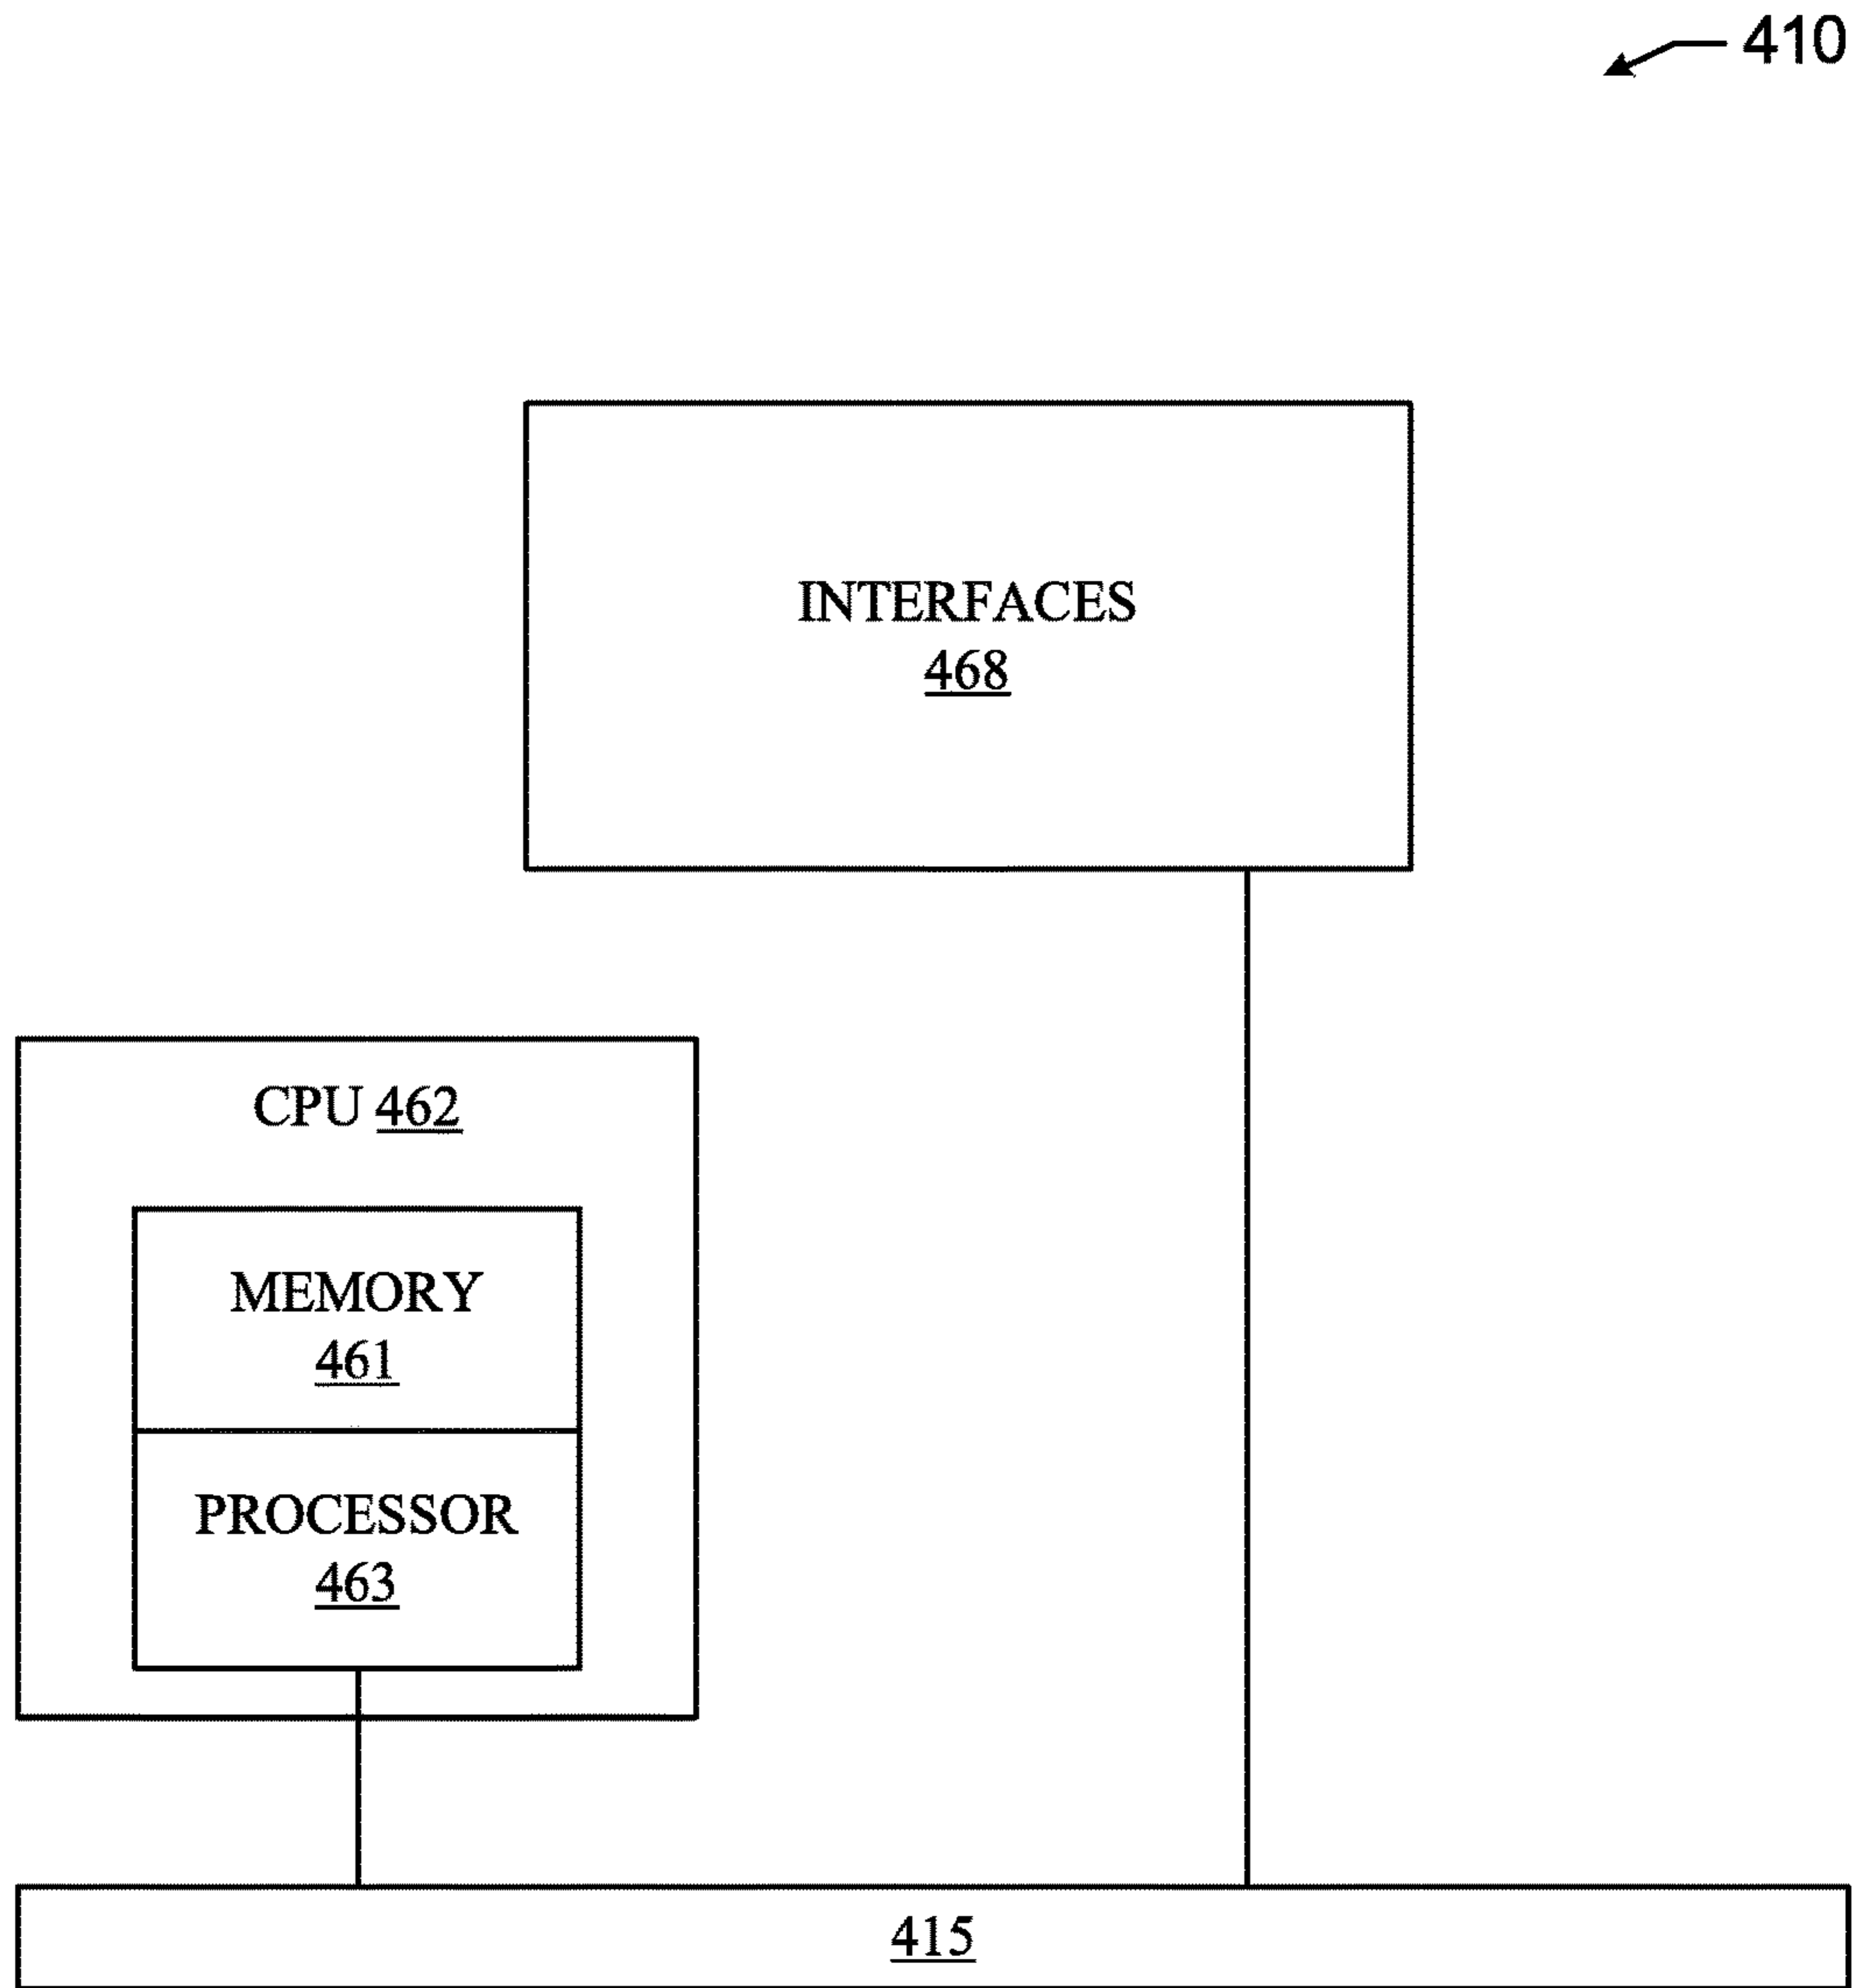 410
INTERFACES
468
CPU 462
MEMORY
461
PROCESSOR
463
415